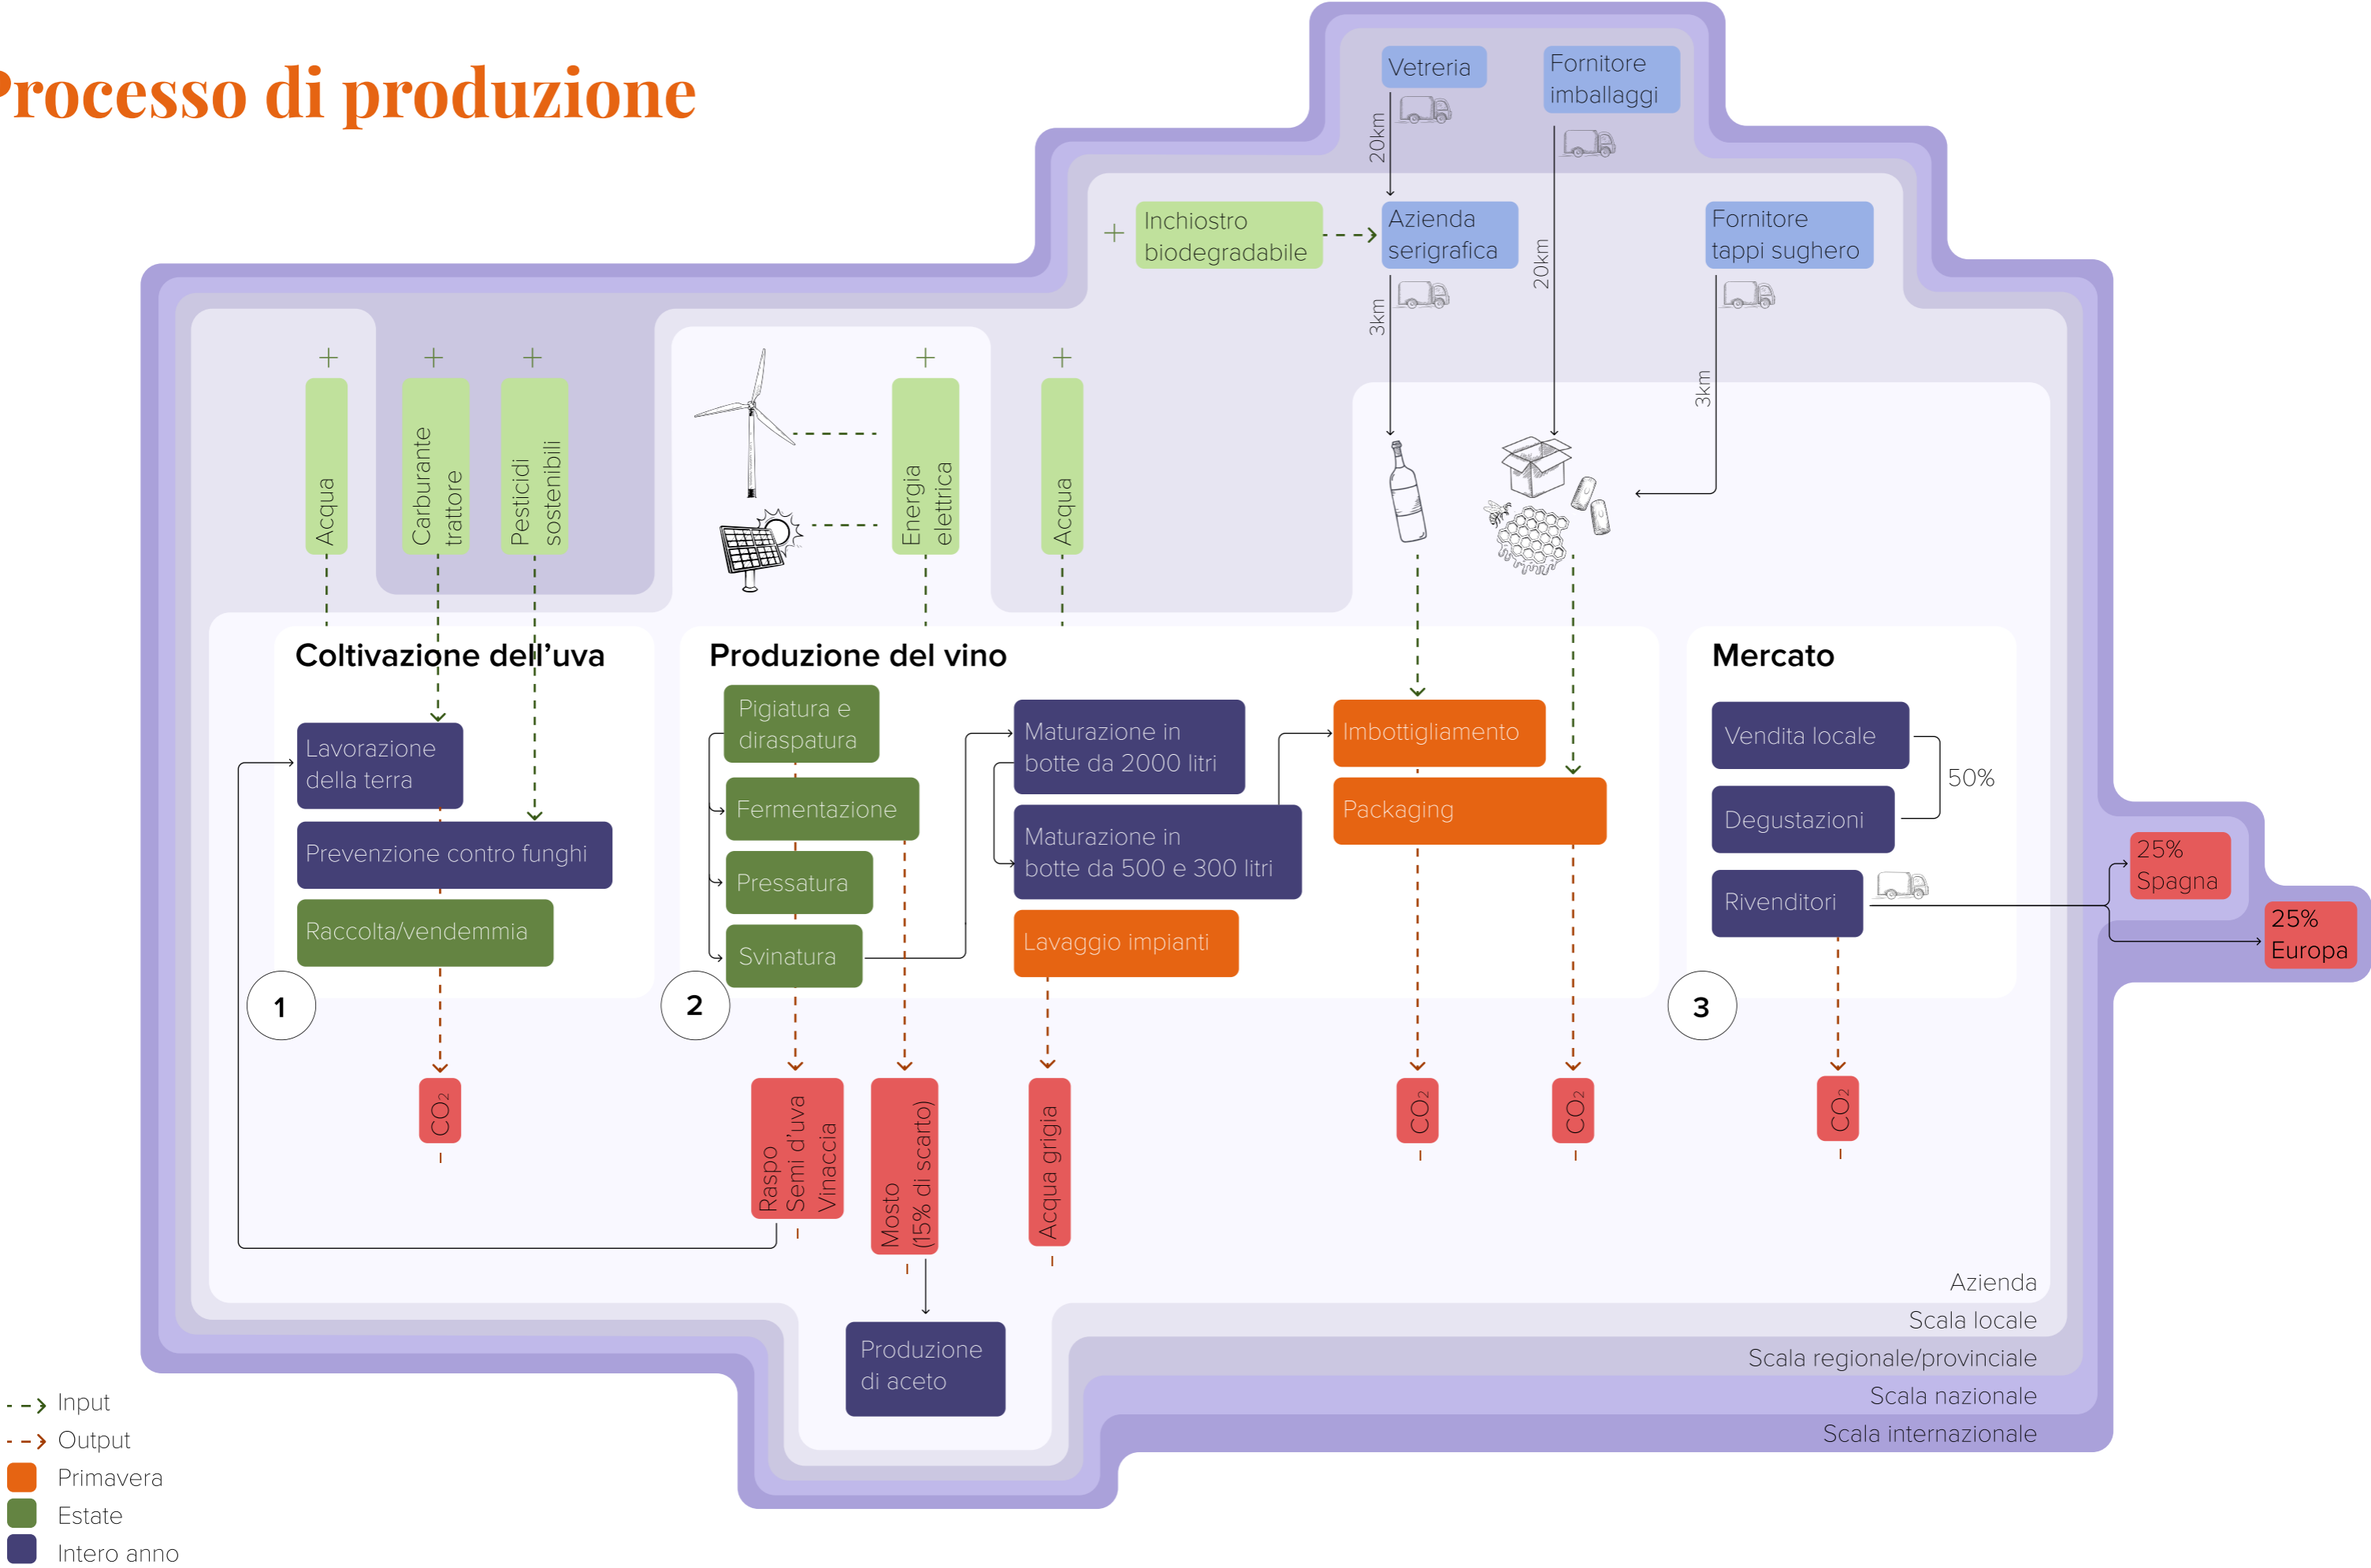 Processo di produzione
Vetreria
Fornitore
imballaggi
20km
+
Inchiostro
biodegradabile
Azienda
serigrafica
Fornitore
tappi sughero
20km
3km
3km
+
+
+
+
+
Acqua
Carburante
trattore
Pesticidi
sostenibili
Energia
elettrica
Acqua
Coltivazione dell'uva
Lavorazione
della terra
Prevenzione contro funghi
Raccolta/vendemmia
1
Produzione del vino
Pigiatura e
diraspatura
Fermentazione
Pressatura
Svinatura
Maturazione in
botte da 2000 litri
Maturazione in
botte da 500 e 300 litri
Lavaggio impianti
Imbottigliamento
Packaging
2
Mercato
Vendita locale
Degustazioni
50%
Rivenditori
3
25%
Spagna
25%
Europa
CO₂
Raspo
Semi d'uva
Vinaccia
Mosto
(15% di scarto)
Acqua grigia
CO₂
CO₂
CO₂
Produzione
di aceto
Azienda
Scala locale
Scala regionale/provinciale
Scala nazionale
Scala internazionale
Input
Output
Primavera
Estate
Intero anno